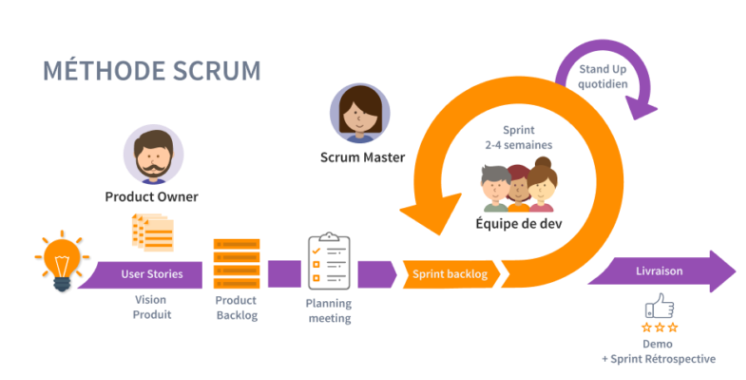 MÉTHODE SCRUM
Stand Up
quotidien
Sprint
2-4 semaines
Scrum Master
Product Owner
Équipe de dev
User Stories
Sprint backlog
Livraison
Vision
Produit
Product
Backlog
Planning
meeting
Demo
+ Sprint Rétrospective